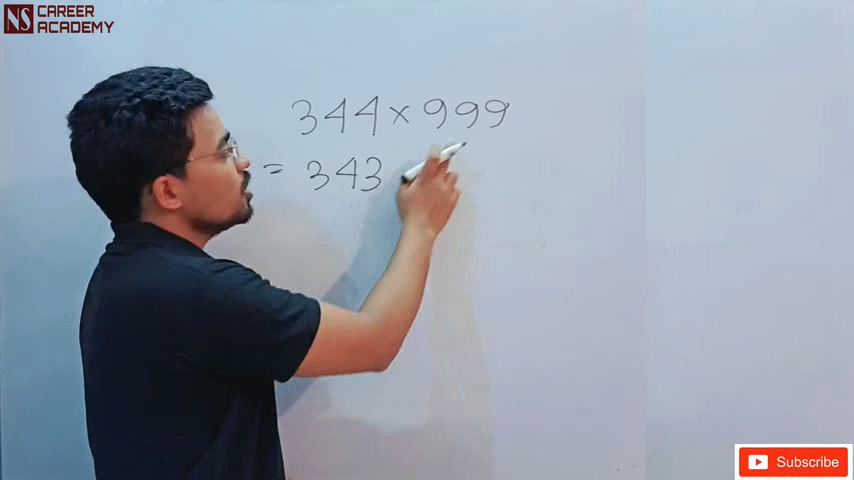 NS CAREER
ACADEMY
344 × 999
= 343
Subscribe